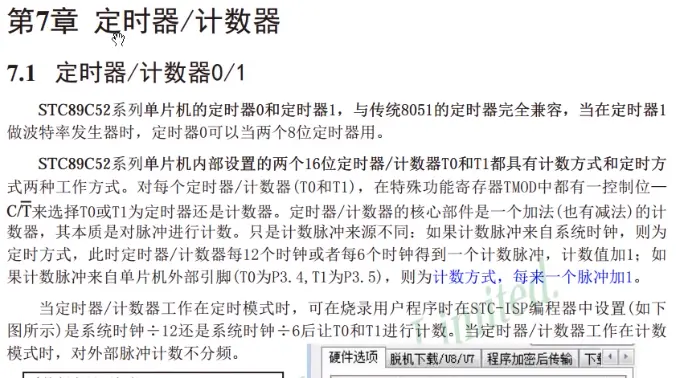 第7章 定时器/计数器
7.1 定时器/计数器0/1
STC89C52系列单片机的定时器0和定时器1，与传统8051的定时器完全兼容，当在定时器1
做波特率发生器时，定时器0可以当两个8位定时器用。
STC89C52系列单片机内部设置的两个16位定时器/计数器T0和T1都具有计数方式和定时方
式两种工作方式。对每个定时器/计数器(T0和T1)，在特殊功能寄存器TMOD中都有一控制位—
C/T̅来选择T0或T1为定时器还是计数器。定时器/计数器的核心部件是一个加法(也有减法)的计
数器，其本质是对脉冲进行计数。只是计数脉冲来源不同：如果计数脉冲来自系统时钟，则为
定时方式，此时定时器/计数器每12个时钟或者每6个时钟得到一个计数脉冲，计数值加1；如
果计数脉冲来自单片机外部引脚(T0为P3.4,T1为P3.5)，则为计数方式，每来一个脉冲加1。
当定时器/计数器工作在定时模式时，可在烧录用户程序时在STC-ISP编程器中设置(如下
图所示)是系统时钟÷12还是系统时钟÷6后让T0和T1进行计数。当定时器/计数器工作在计数
模式时，对外部脉冲计数不分频。
硬件选项 脱机下载/U8/U7 程序加密后传输